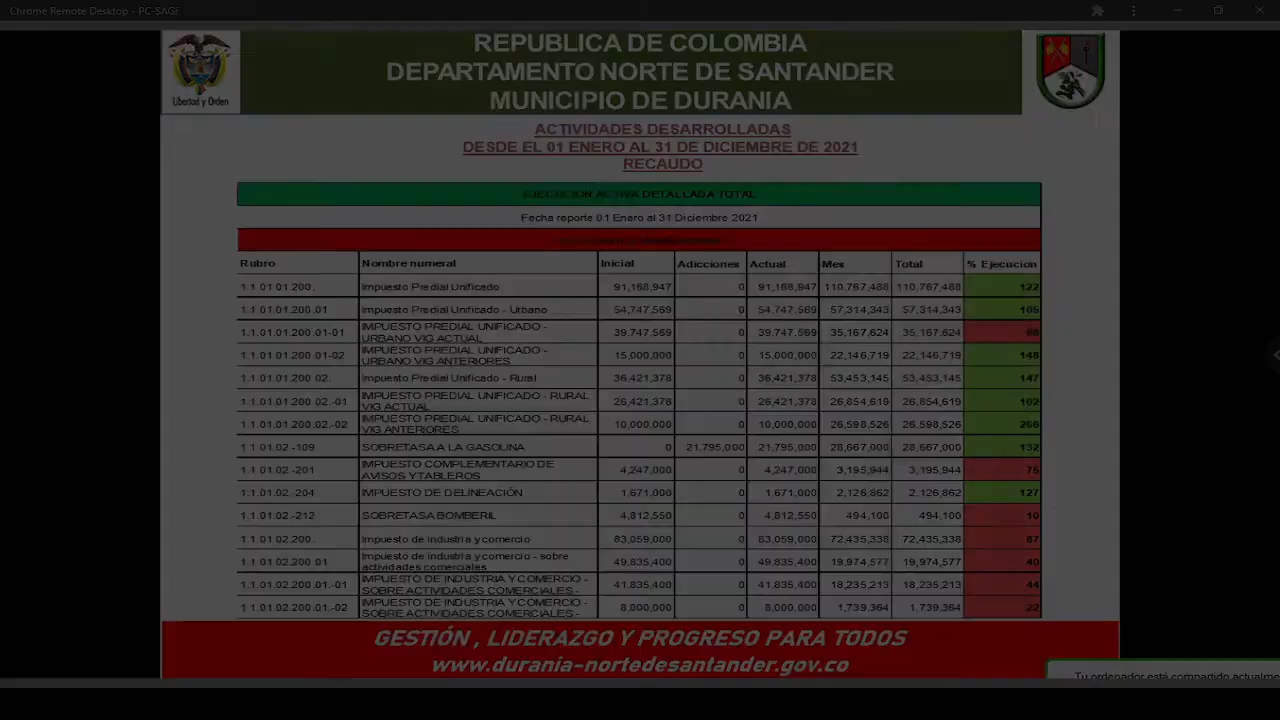 Chrome Remote Desktop - PC-SAGE
REPUBLICA DE COLOMBIA
DEPARTAMENTO NORTE DE SANTANDER
MUNICIPIO DE DURANIA
Libertad y Orden
ACTIVIDADES DESARROLLADAS
DESDE EL 01 ENERO AL 31 DE DICIEMBRE DE 2021
RECAUDO
EJECUCION ACTIVA DETALLADA TOTAL
Fecha reporte 01 Enero al 31 Diciembre 2021
Rubro Nombre numeral Inicial Adicciones Actual Mes Total % Ejecucion
1.1.01.01.200. Impuesto Predial Unificado 91,168,947 0 91,168,947 110,767,488 110,767,488 122
1.1.01.01.200.01 Impuesto Predial Unificado - Urbano 54,747,569 0 54,747,569 57,314,343 57,314,343 105
1.1.01.01.200.01-01 IMPUESTO PREDIAL UNIFICADO - URBANO VIG ACTUAL 39.747.569 0 39.747.569 35,167,624 35,167,624
1.1.01.01.200.01-02 IMPUESTO PREDIAL UNIFICADO - URBANO VIG ANTERIORES 15,000,000 0 15,000,000 22,146,719 22,146,719 148
1.1.01.01.200.02. Impuesto Predial Unificado - Rural 36,421,378 0 36,421,378 53,453,145 53,453,145 147
1.1.01.01.200.02.-01 IMPUESTO PREDIAL UNIFICADO - RURAL VIG ACTUAL 26,421,378 0 26,421,378 26,854,619 26,854,619 102
1.1.01.01.200.02.-02 IMPUESTO PREDIAL UNIFICADO - RURAL VIG ANTERIORES 10,000,000 0 10,000,000 26,598,526 26,598,526 266
1.1.01.02.-109 SOBRETASA A LA GASOLINA 0 21,795,000 21,795,000 28,667,000 28,667,000 132
1.1.01.02.-201 IMPUESTO COMPLEMENTARIO DE AVISOS Y TABLEROS 4,247,000 0 4,247,000 3,195,944 3,195,944 75
1.1.01.02.-204 IMPUESTO DE DELINEACIÓN 1,671,000 0 1,671,000 2,126,862 2,126,862 127
1.1.01.02.-212 SOBRETASA BOMBERIL 4,812,550 0 4,812,550 494,100 494,100 10
1.1.01.02.200. Impuesto de industria y comercio 83,059,000 0 83,059,000 72,435,338 72,435,338 87
1.1.01.02.200.01 Impuesto de industria y comercio - sobre actividades comerciales 49,835,400 0 49,835,400 19,974,577 19,974,577 40
1.1.01.02.200.01.-01 IMPUESTO DE INDUSTRIA Y COMERCIO - SOBRE ACTIVIDADES COMERCIALES - 41,835,400 0 41,835,400 18,235,213 18,235,213 44
1.1.01.02.200.01.-02 IMPUESTO DE INDUSTRIA Y COMERCIO - SOBRE ACTIVIDADES COMERCIALES - 8,000,000 0 8,000,000 1,739,364 1,739,364 22
GESTIÓN , LIDERAZGO Y PROGRESO PARA TODOS
www.durania-nortedesantander.gov.co
Tu ordenador está compartido actualme